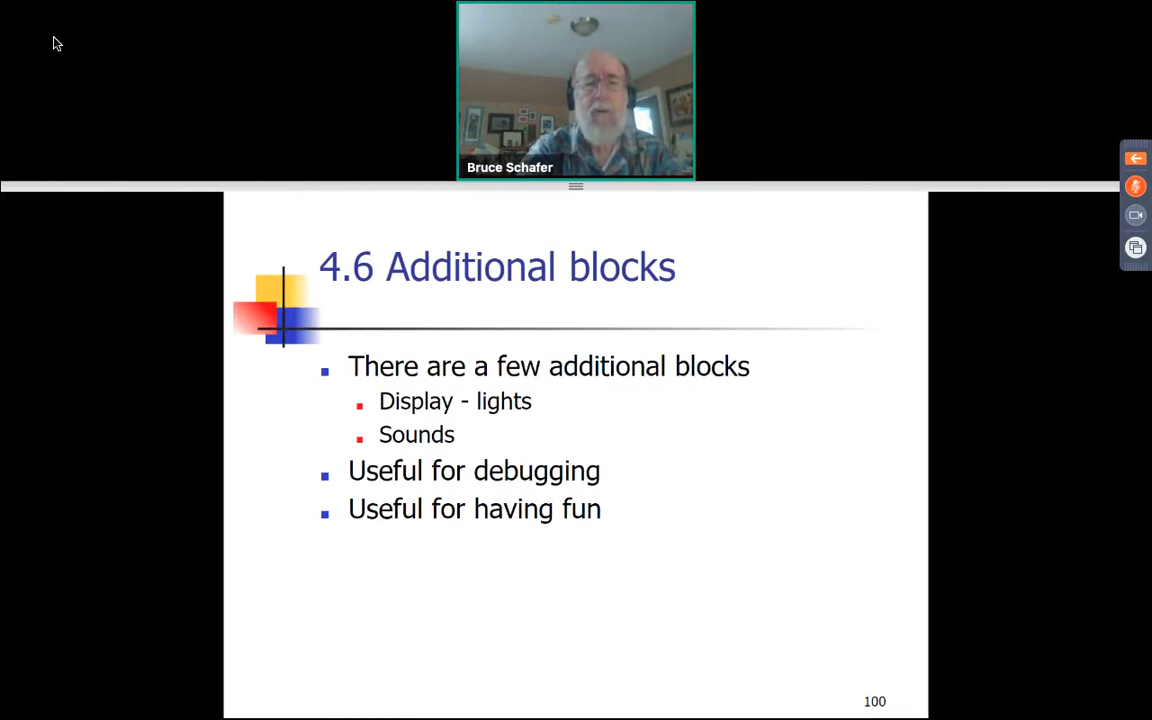 Bruce Schafer
4.6 Additional blocks
There are a few additional blocks
Display - lights
Sounds
Useful for debugging
Useful for having fun
100